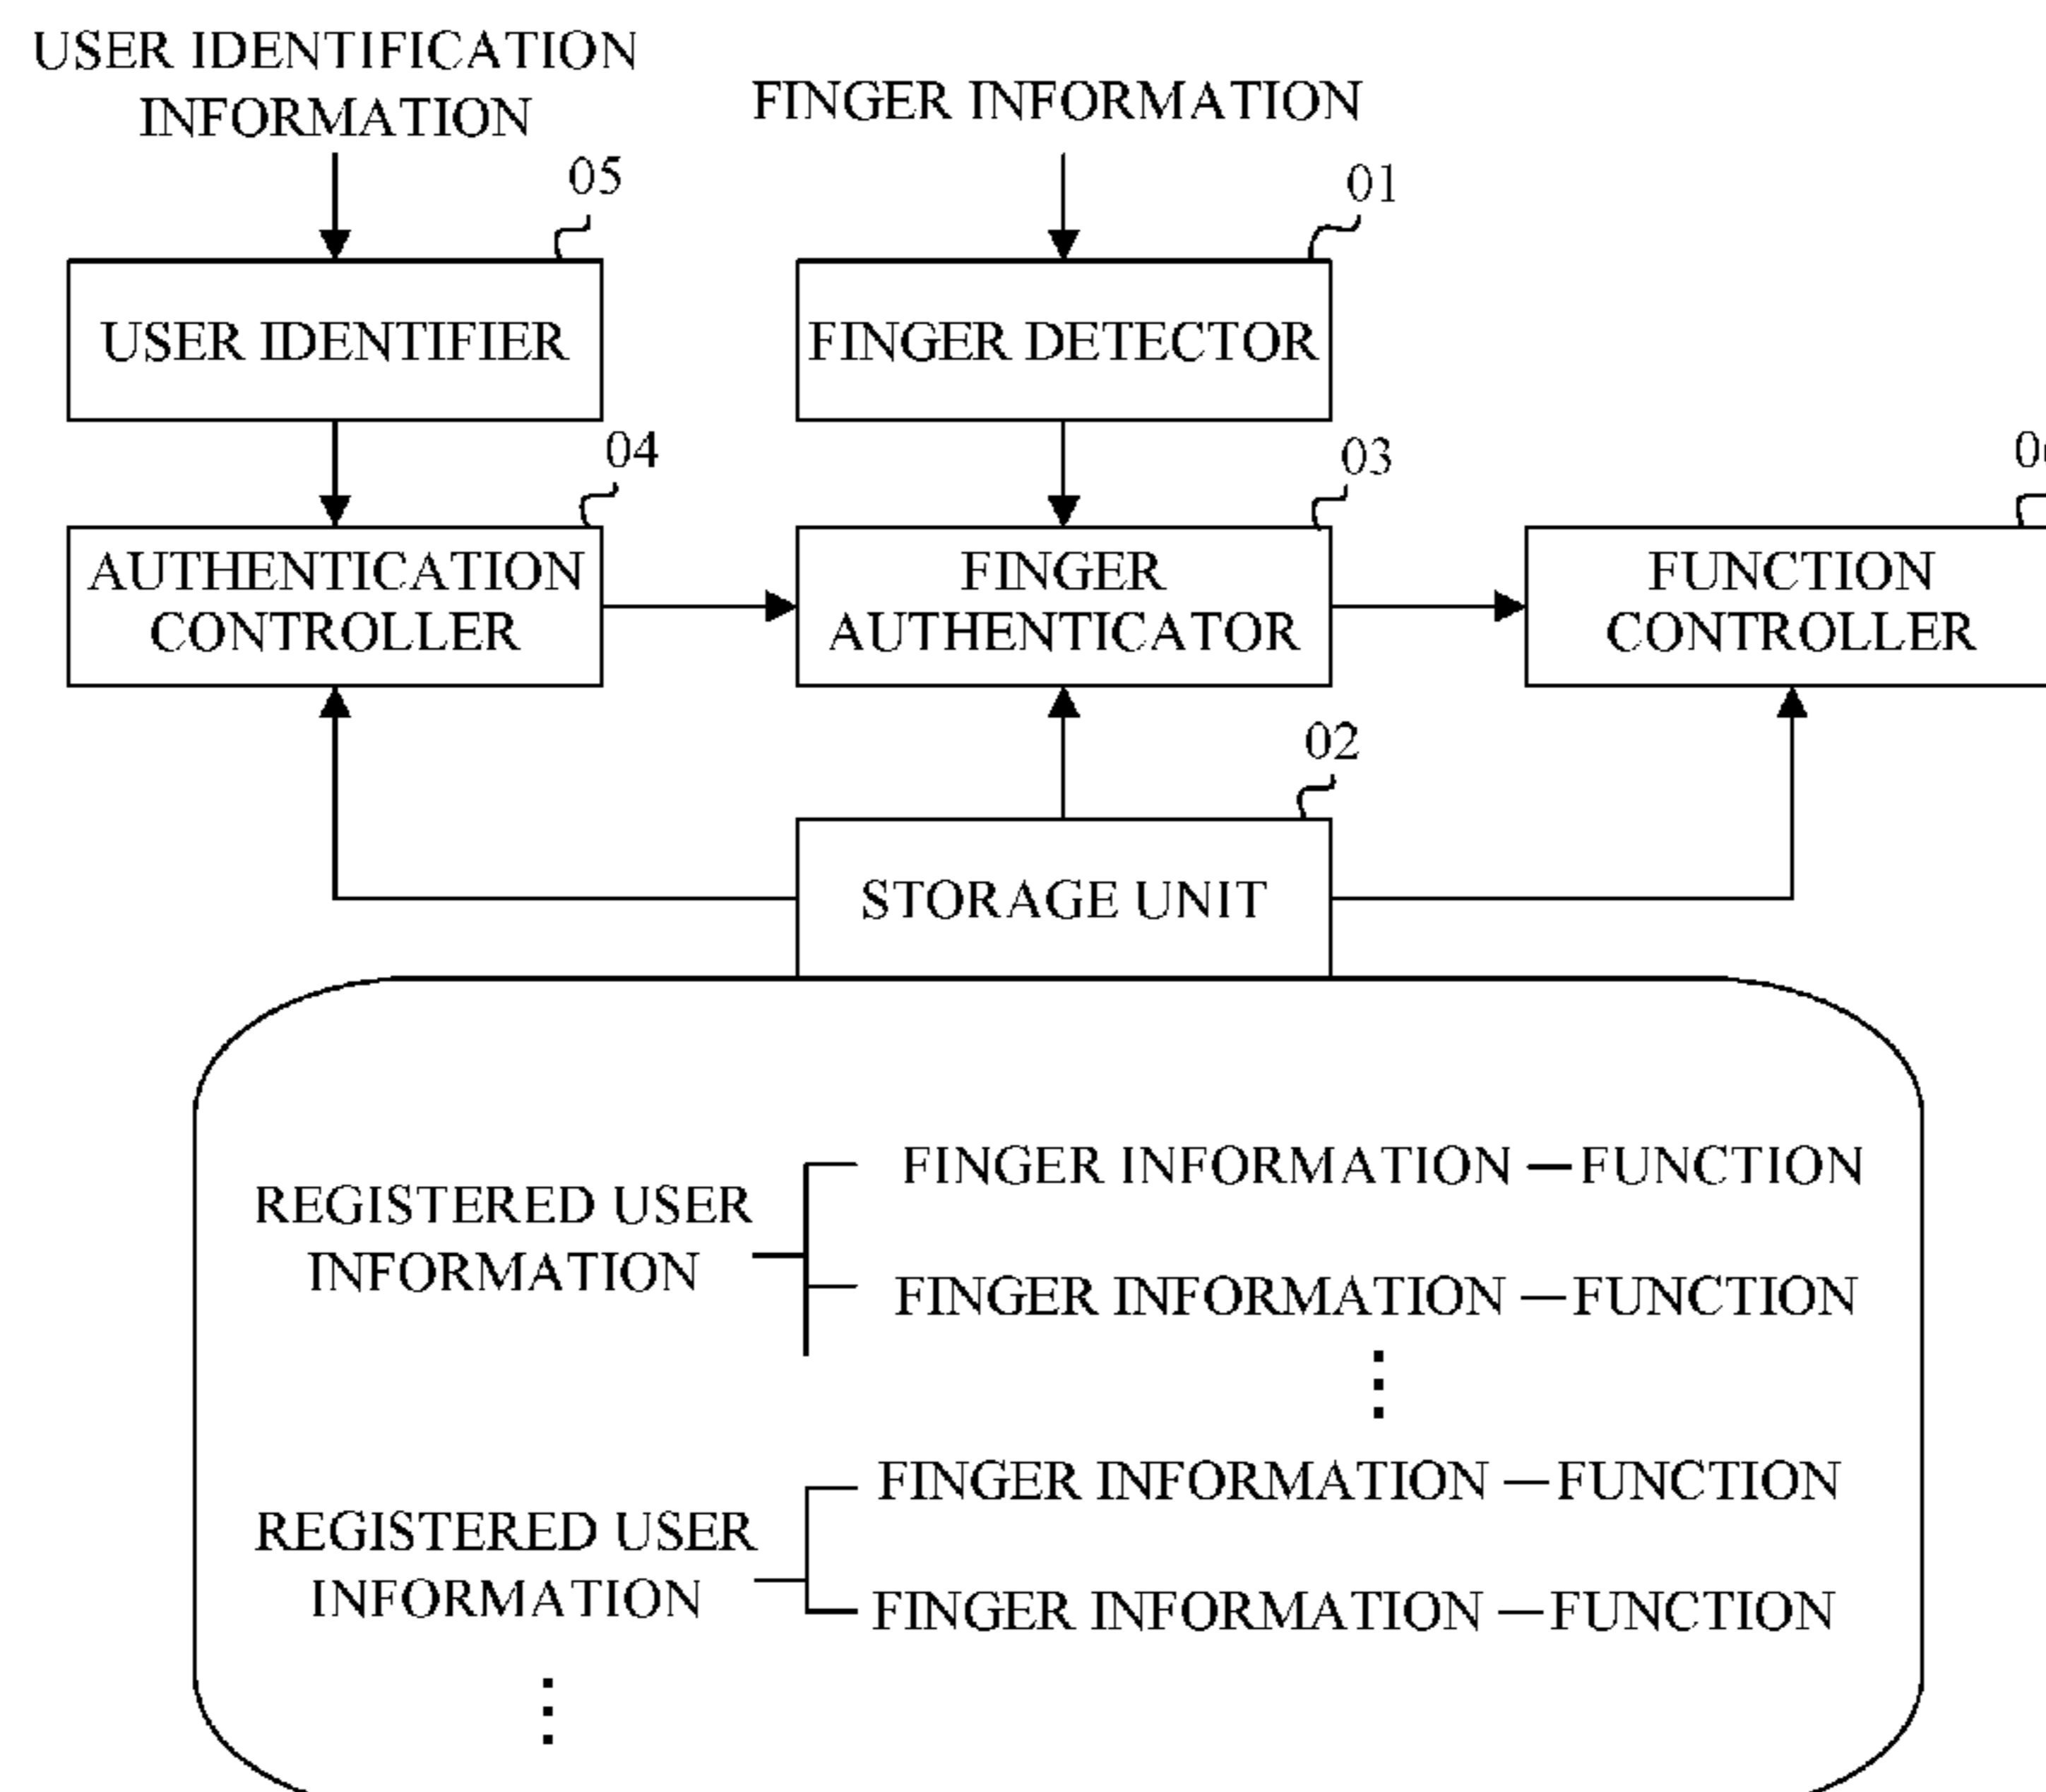 USER IDENTIFICATION
INFORMATION
FINGER INFORMATION
05
01
USER IDENTIFIER
FINGER DETECTOR
04
03
AUTHENTICATION
CONTROLLER
FINGER
AUTHENTICATOR
FUNCTION
CONTROLLER
02
STORAGE UNIT
REGISTERED USER
INFORMATION
FINGER INFORMATION — FUNCTION
FINGER INFORMATION — FUNCTION
REGISTERED USER
INFORMATION
FINGER INFORMATION — FUNCTION
FINGER INFORMATION — FUNCTION